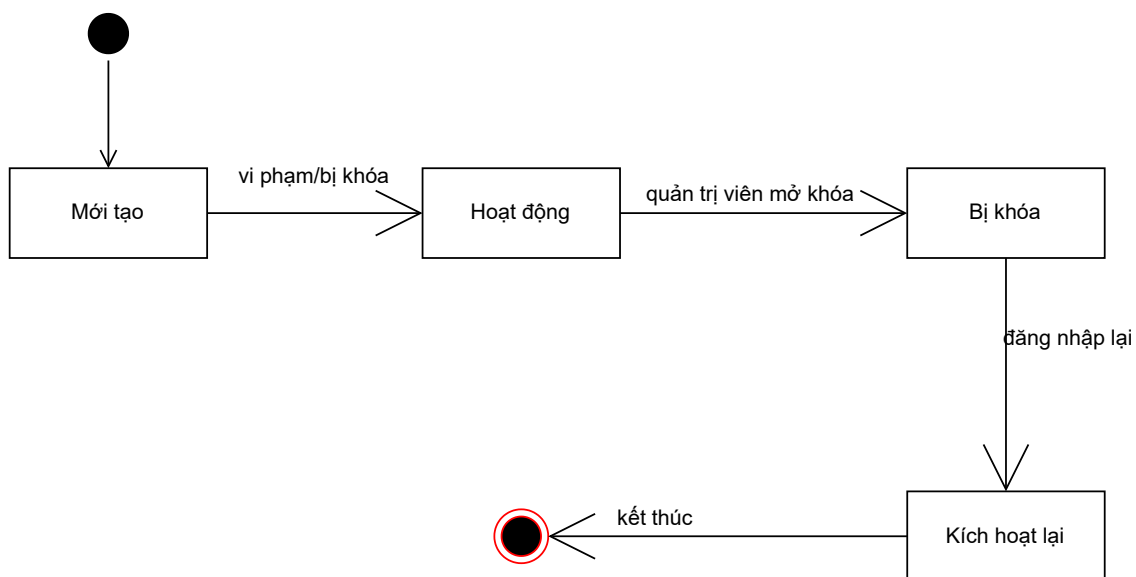 vi phạm/bị khóa
Mới tạo
Hoạt động
quản trị viên mở khóa
Bị khóa
đăng nhập lại
kết thúc
Kích hoạt lại